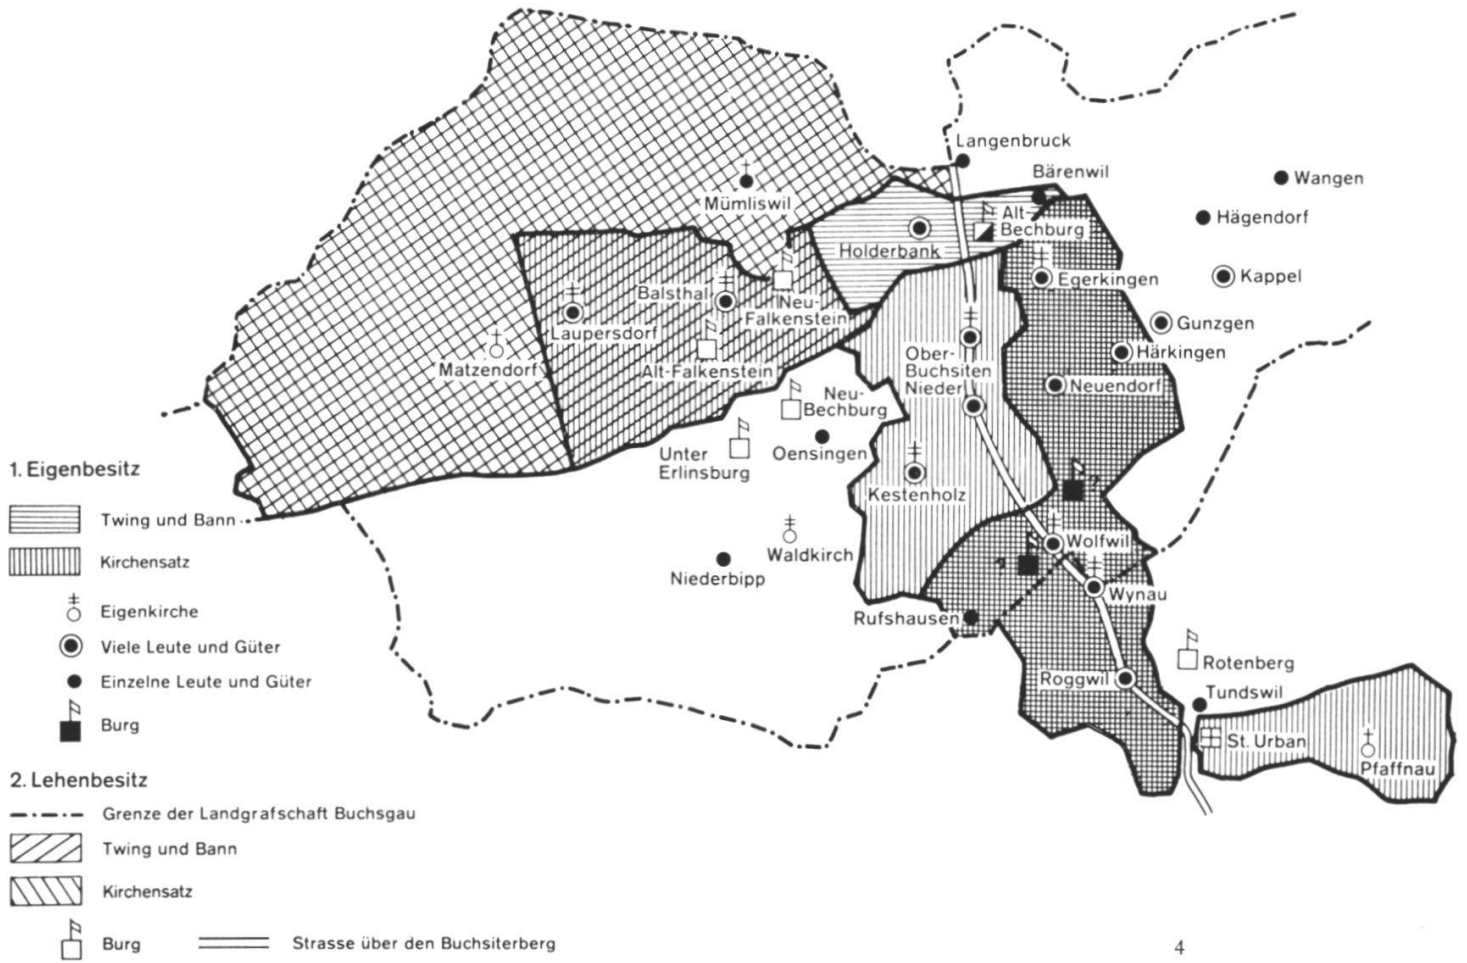 Langenbruck
Bärenwil
Wangen
Mümliswil
Alt-
Bechburg
Hägendorf
Holderbank
Egerkingen
Kappel
Balsthal
Neu-
Falkenstein
Laupersdorf
Gunzgen
Matzendorf
Alt-Falkenstein
Ober-
Buchsiten
Nieder
Härkingen
Neuendorf
Neu-
Bechburg
Unter
Erlinsburg
Oensingen
Kestenholz
Waldkirch
Wolfwil
Niederbipp
Wynau
Rufshausen
Rotenberg
Roggwil
Tundswil
St. Urban
Pfaffnau
?
?
1. Eigenbesitz
Twing und Bann
Kirchensatz
Eigenkirche
Viele Leute und Güter
Einzelne Leute und Güter
Burg
2. Lehenbesitz
Grenze der Landgrafschaft Buchsgau
Twing und Bann
Kirchensatz
Burg
Strasse über den Buchsiterberg
4